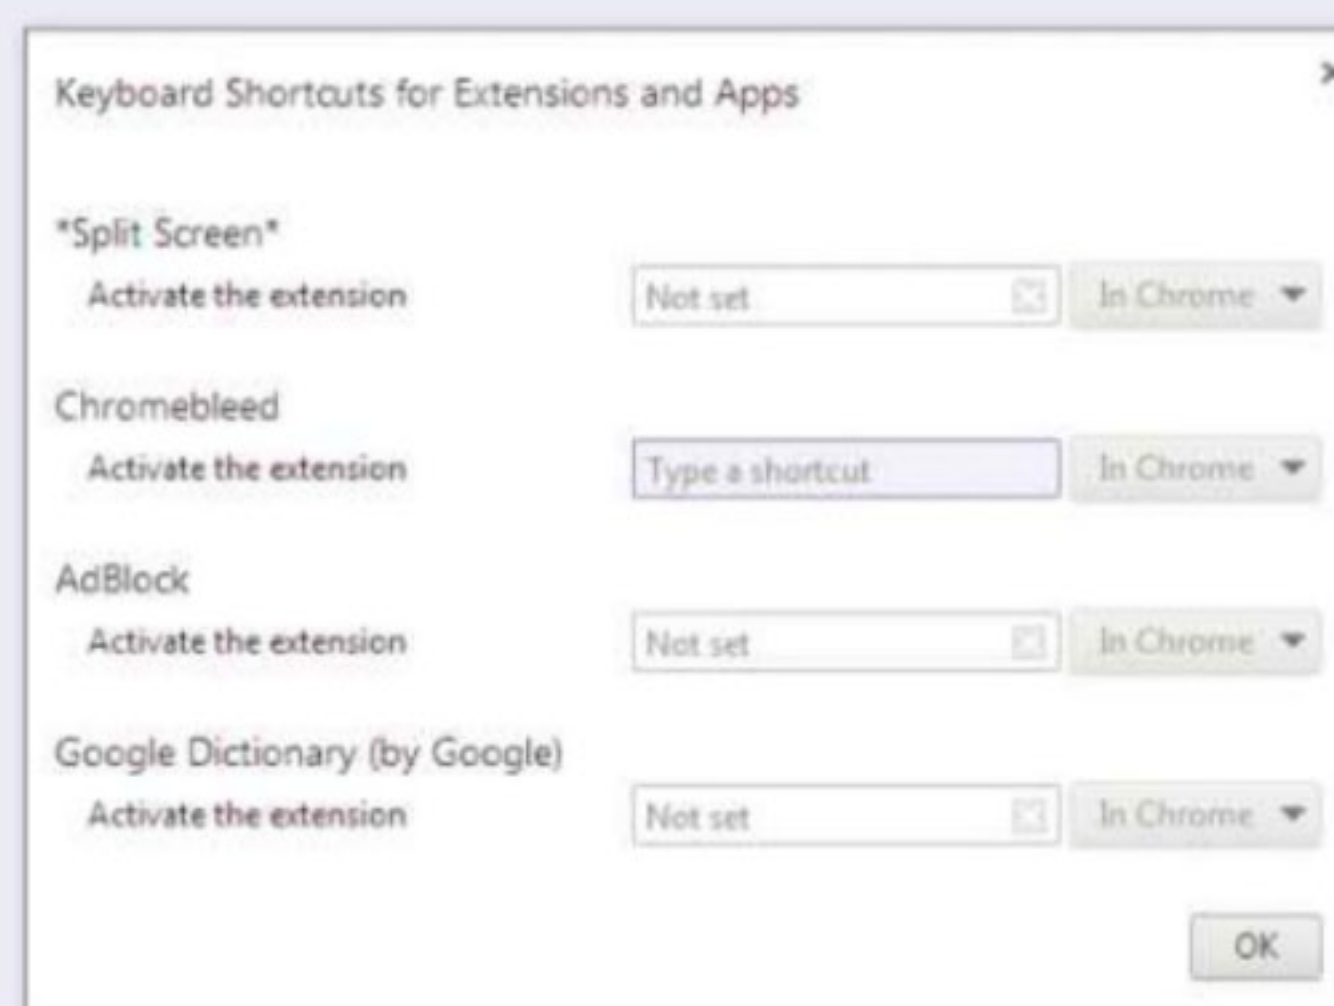 Keyboard Shortcuts for Extensions and Apps
*Split Screen*
Activate the extension Not set In Chrome
Chromebleed
Activate the extension Type a shortcut In Chrome
AdBlock
Activate the extension Not set In Chrome
Google Dictionary (by Google)
Activate the extension Not set In Chrome
OK